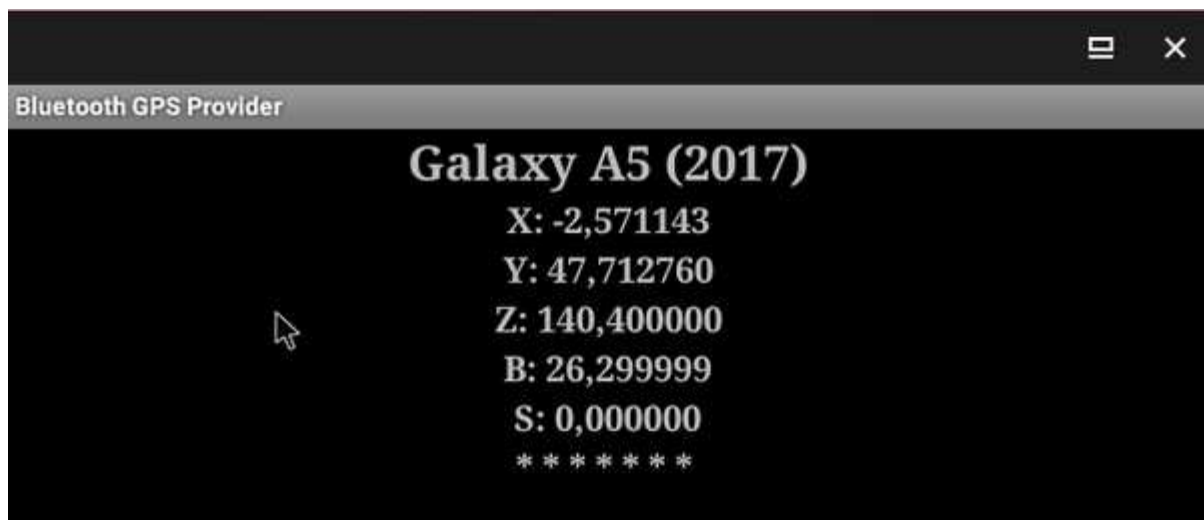 Bluetooth GPS Provider
Galaxy A5 (2017)
X: -2,571143
Y: 47,712760
Z: 140,400000
B: 26,299999
S: 0,000000
* * * * * * *